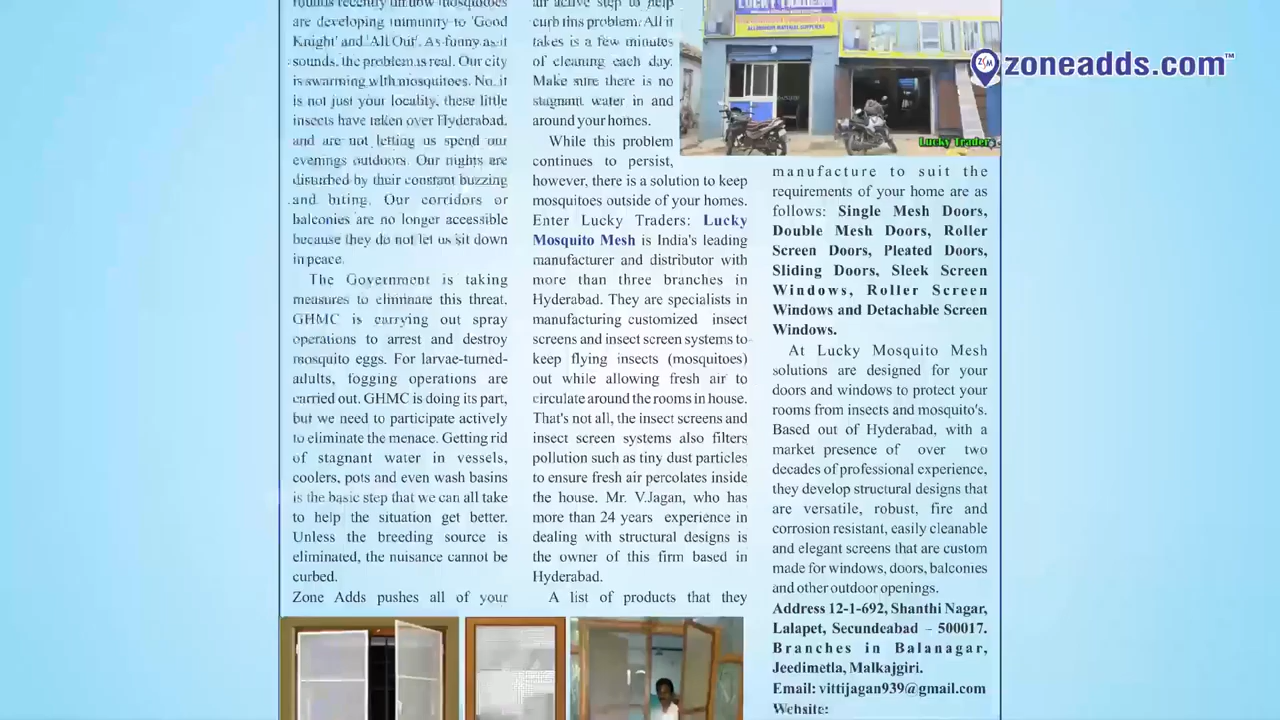 rounds recently on how mosquitoes
are developing immunity to 'Good
Knight' and 'All Out'. As funny as it
sounds, the problem is real. Our city
is swarming with mosquitoes. No, it
is not just your locality, these little
insects have taken over Hyderabad,
and are not letting us spend our
evenings outdoors. Our nights are
disturbed by their constant buzzing
and biting. Our corridors or
balconies are no longer accessible
because they do not let us sit down
in peace.
The Government is taking
measures to eliminate this threat.
GHMC is carrying out spray
operations to arrest and destroy
mosquito eggs. For larvae-turned-
adults, fogging operations are
carried out. GHMC is doing its part,
but we need to participate actively
to eliminate the menace. Getting rid
of stagnant water in vessels,
coolers, pots and even wash basins
is the basic step that we can all take
to help the situation get better.
Unless the breeding source is
eliminated, the nuisance cannot be
curbed.
Zone Adds pushes all of your
an active step to help
curb this problem. All it
takes is a few minutes
of cleaning each day.
Make sure there is no
stagnant water in and
around your homes.
While this problem
continues to persist,
however, there is a solution to keep
mosquitoes outside of your homes.
Enter Lucky Traders: Lucky
Mosquito Mesh is India's leading
manufacturer and distributor with
more than three branches in
Hyderabad. They are specialists in
manufacturing customized insect
screens and insect screen systems to
keep flying insects (mosquitoes)
out while allowing fresh air to
circulate around the rooms in house.
That's not all, the insect screens and
insect screen systems also filters
pollution such as tiny dust particles
to ensure fresh air percolates inside
the house. Mr. V.Jagan, who has
more than 24 years experience in
dealing with structural designs is
the owner of this firm based in
Hyderabad.
A list of products that they
LUCKY TRADERS
ALUMINIUM MATERIAL SUPPLIERS
Lucky Trader
zoneadds.com™
manufacture to suit the
requirements of your home are as
follows: Single Mesh Doors,
Double Mesh Doors, Roller
Screen Doors, Pleated Doors,
Sliding Doors, Sleek Screen
Windows, Roller Screen
Windows and Detachable Screen
Windows.
At Lucky Mosquito Mesh
solutions are designed for your
doors and windows to protect your
rooms from insects and mosquito's.
Based out of Hyderabad, with a
market presence of over two
decades of professional experience,
they develop structural designs that
are versatile, robust, fire and
corrosion resistant, easily cleanable
and elegant screens that are custom
made for windows, doors, balconies
and other outdoor openings.
Address 12-1-692, Shanthi Nagar,
Lalapet, Secundeabad – 500017.
Branches in Balanagar,
Jeedimetla, Malkajgiri.
Email: vittijagan939@gmail.com
Website: